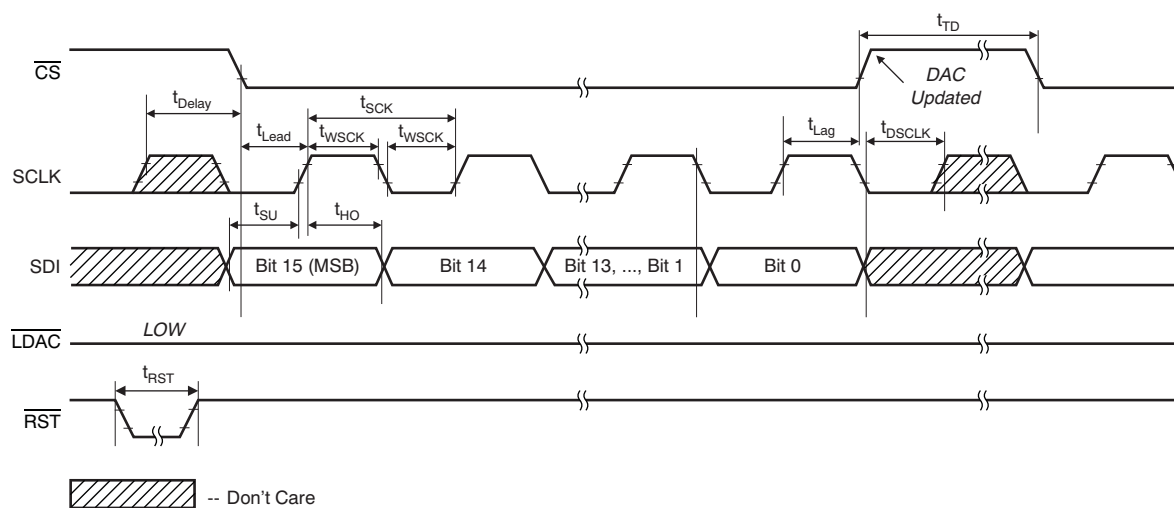 t_TD
CS
DAC
Updated
t_Delay
t_SCK
t_Lead
t_WSCK
t_WSCK
t_Lag
t_DSCLK
SCLK
t_SU
t_HO
SDI
Bit 15 (MSB)
Bit 14
Bit 13, ..., Bit 1
Bit 0
LDAC
LOW
t_RST
RST
-- Don't Care